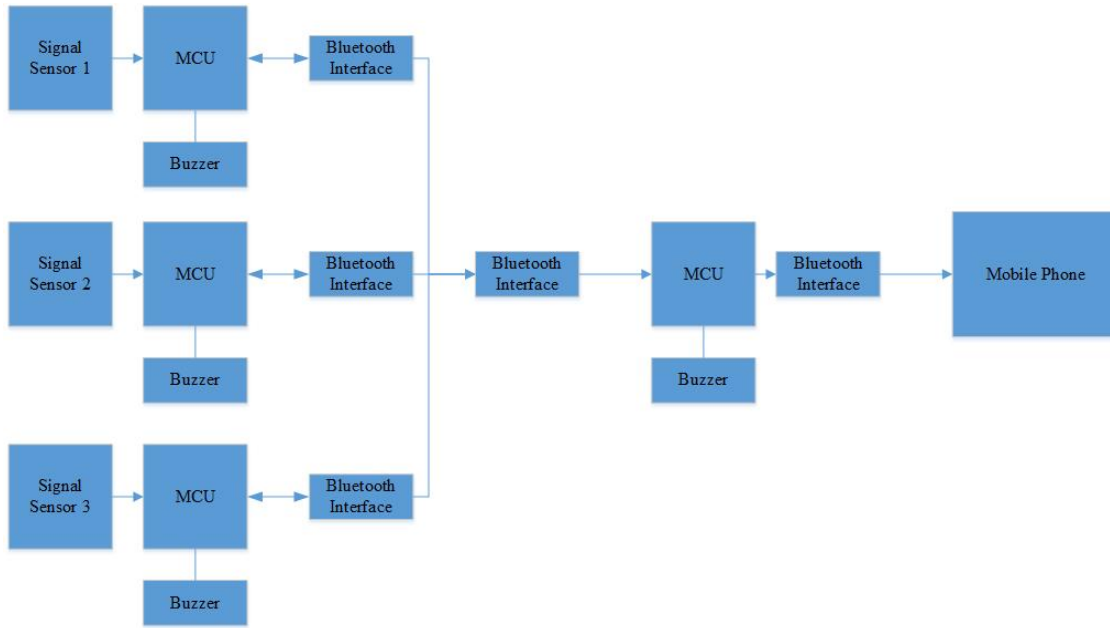 Signal
Sensor 1
MCU
Bluetooth
Interface
Buzzer
Signal
Sensor 2
MCU
Bluetooth
Interface
Bluetooth
Interface
MCU
Bluetooth
Interface
Mobile Phone
Buzzer
Buzzer
Signal
Sensor 3
MCU
Bluetooth
Interface
Buzzer